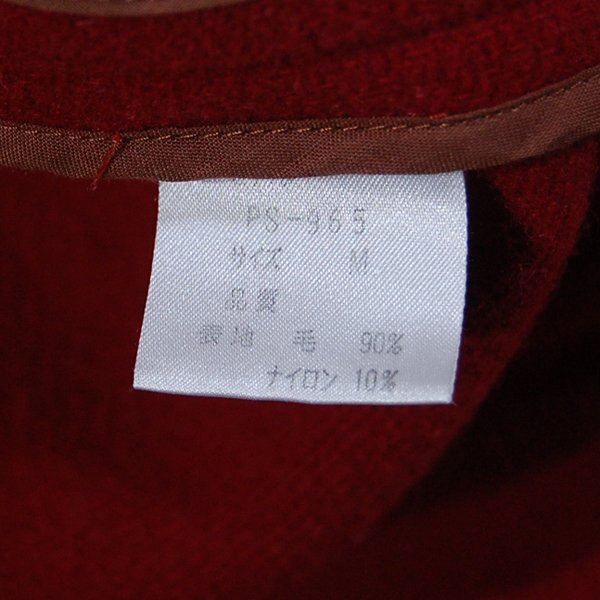 PS-965
サイズ M
品質
表地 毛 90%
ナイロン 10%